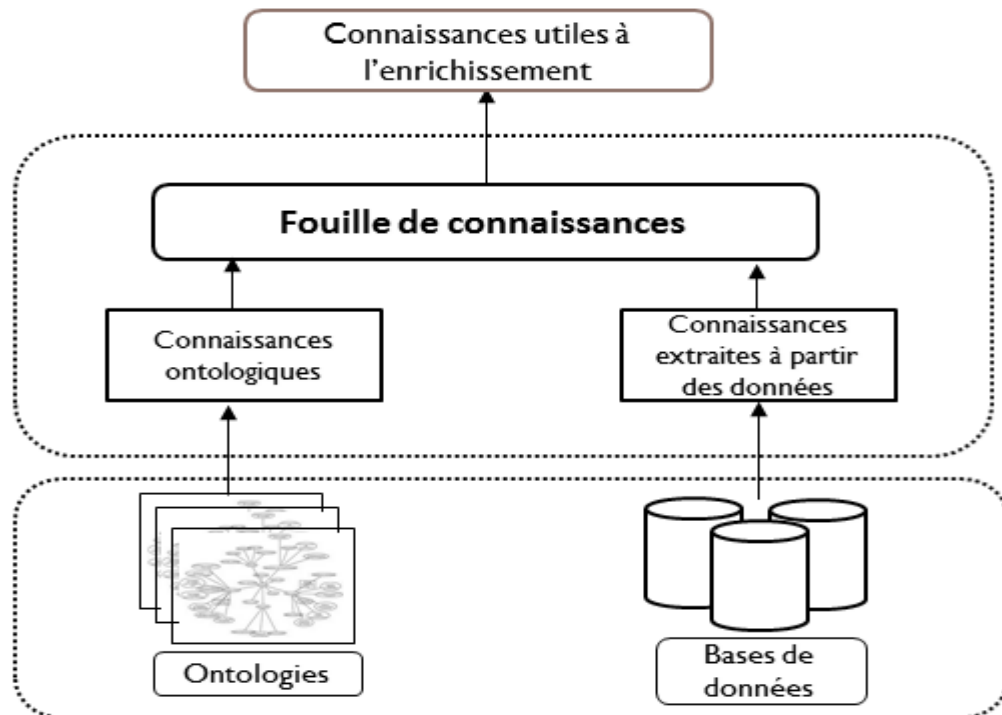 Connaissances utiles à
l'enrichissement
Fouille de connaissances
Connaissances
ontologiques
Connaissances
extraites à partir
des données
Ontologies
Bases de
données